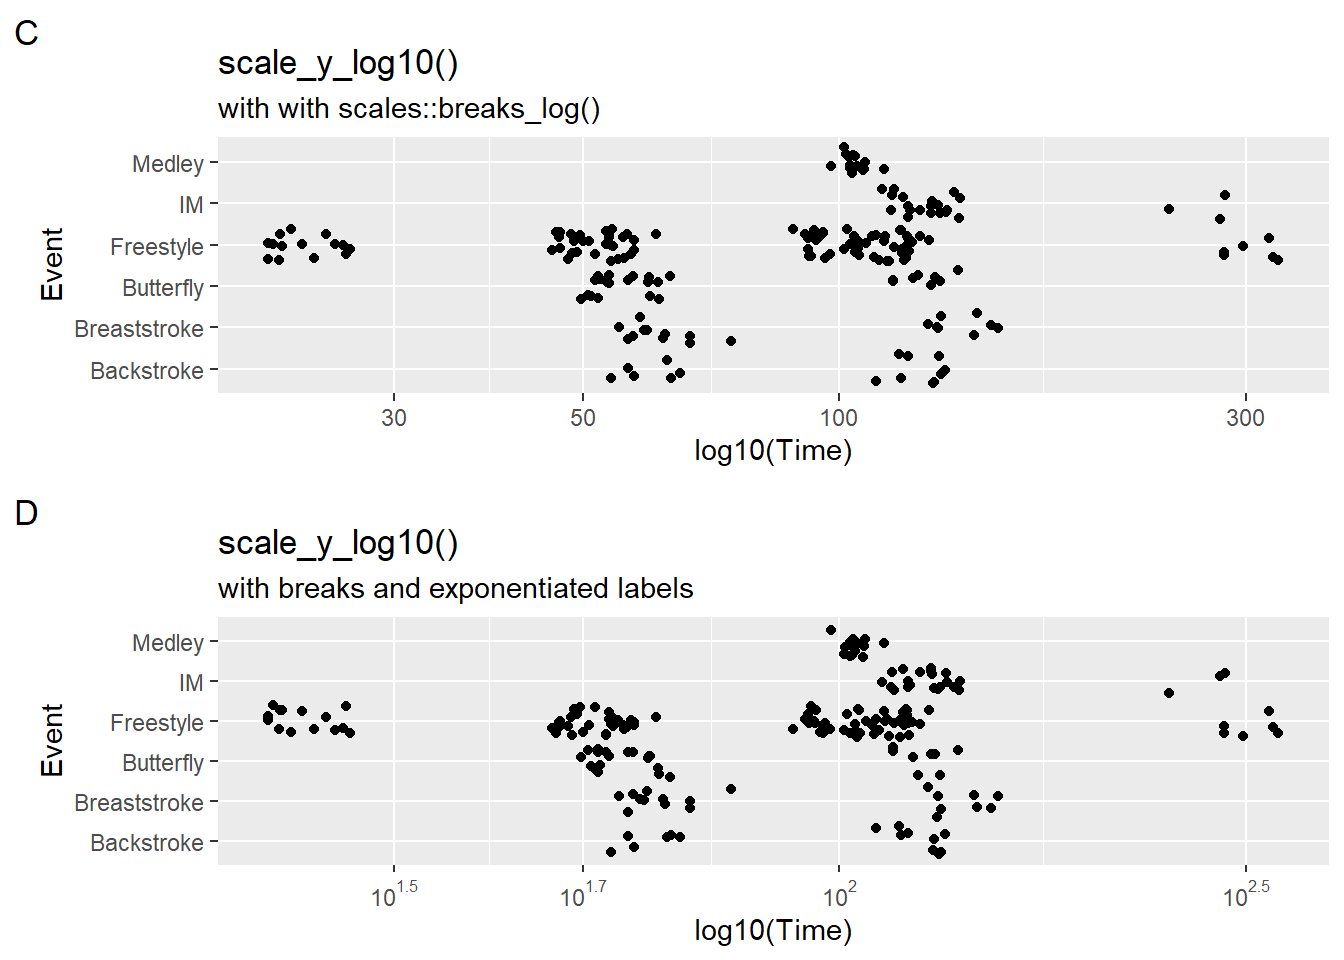 C
scale_y_log10()
with with scales::breaks_log()
Medley
IM
Freestyle
Butterfly
Breaststroke
Backstroke
Event
30 50 100 300
log10(Time)
D
scale_y_log10()
with breaks and exponentiated labels
Medley
IM
Freestyle
Butterfly
Breaststroke
Backstroke
Event
10^1.5 10^1.7 10^2 10^2.5
log10(Time)